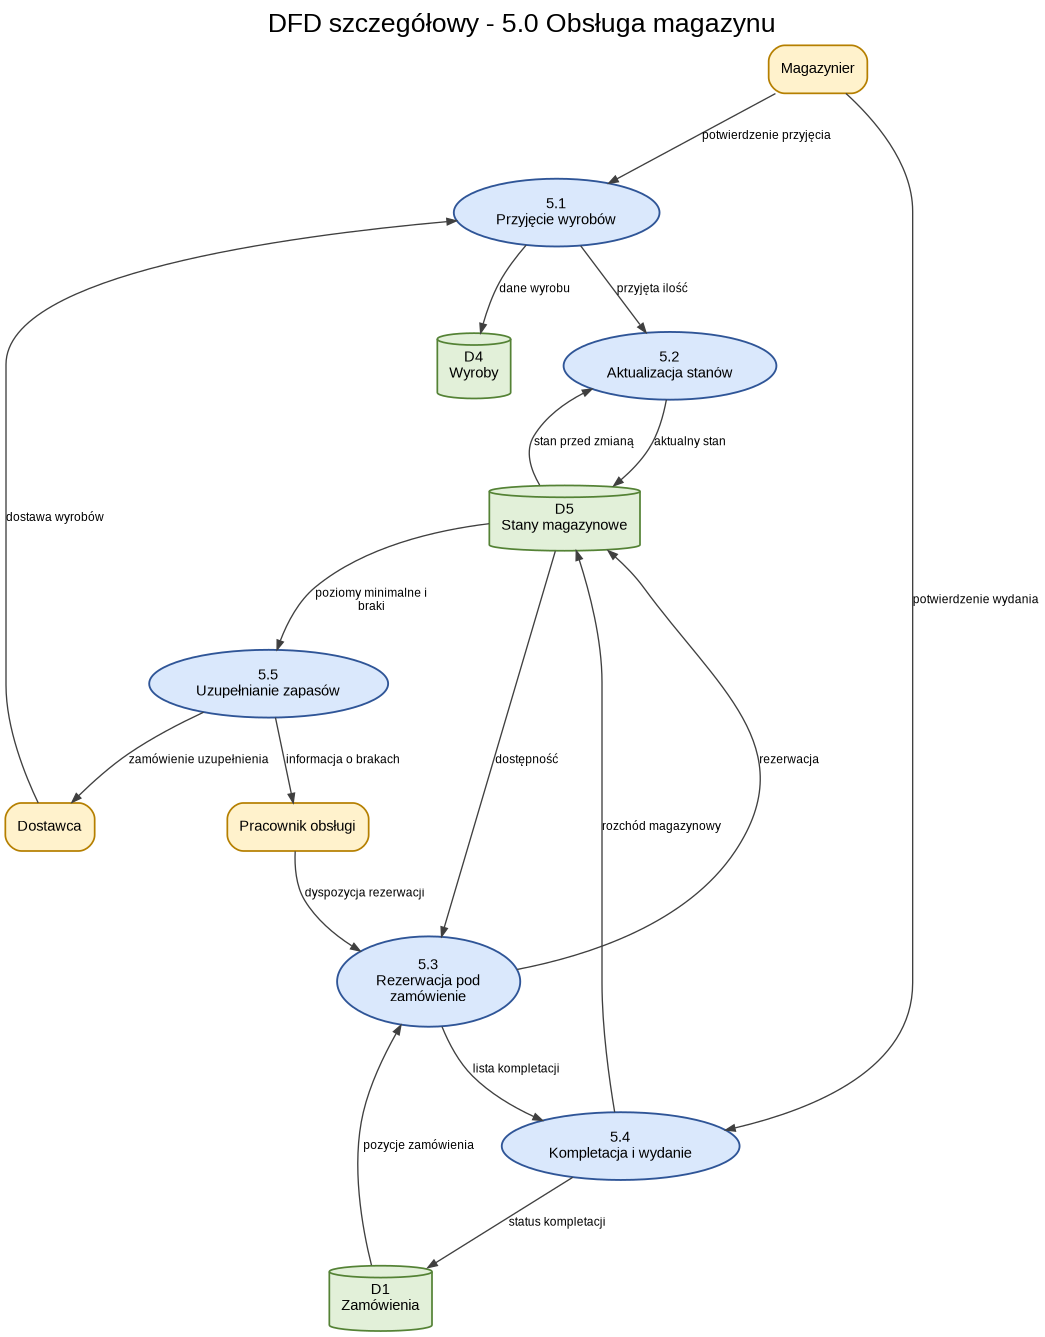 DFD szczegółowy - 5.0 Obsługa magazynu
Magazynier
potwierdzenie przyjęcia
5.1
Przyjęcie wyrobów
dane wyrobu
przyjęta ilość
D4
Wyroby
5.2
Aktualizacja stanów
stan przed zmianą
aktualny stan
D5
Stany magazynowe
dostawa wyrobów
poziomy minimalne i
braki
potwierdzenie wydania
5.5
Uzupełnianie zapasów
zamówienie uzupełnienia
informacja o brakach
dostępność
rezerwacja
Dostawca
Pracownik obsługi
rozchód magazynowy
dyspozycja rezerwacji
5.3
Rezerwacja pod
zamówienie
lista kompletacji
pozycje zamówienia
5.4
Kompletacja i wydanie
status kompletacji
D1
Zamówienia